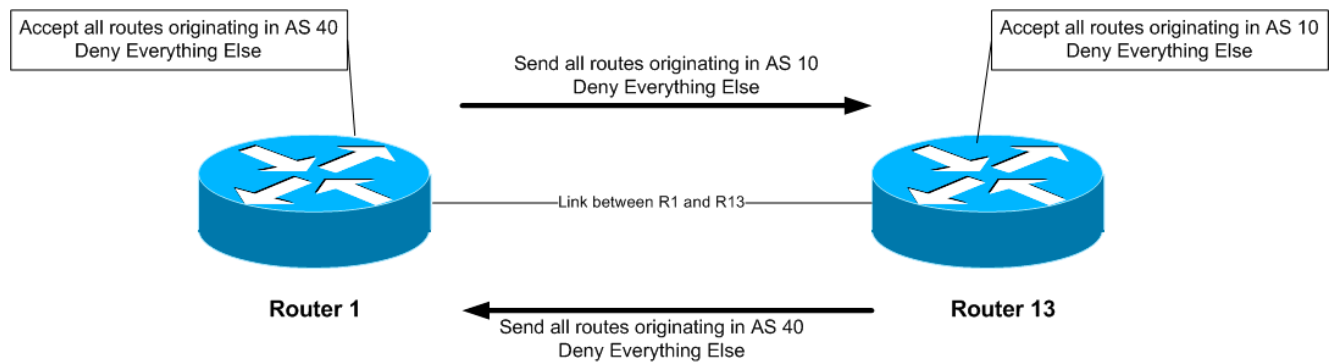 Accept all routes originating in AS 40
Deny Everything Else
Accept all routes originating in AS 10
Deny Everything Else
Send all routes originating in AS 10
Deny Everything Else
Link between R1 and R13
Router 1
Router 13
Send all routes originating in AS 40
Deny Everything Else